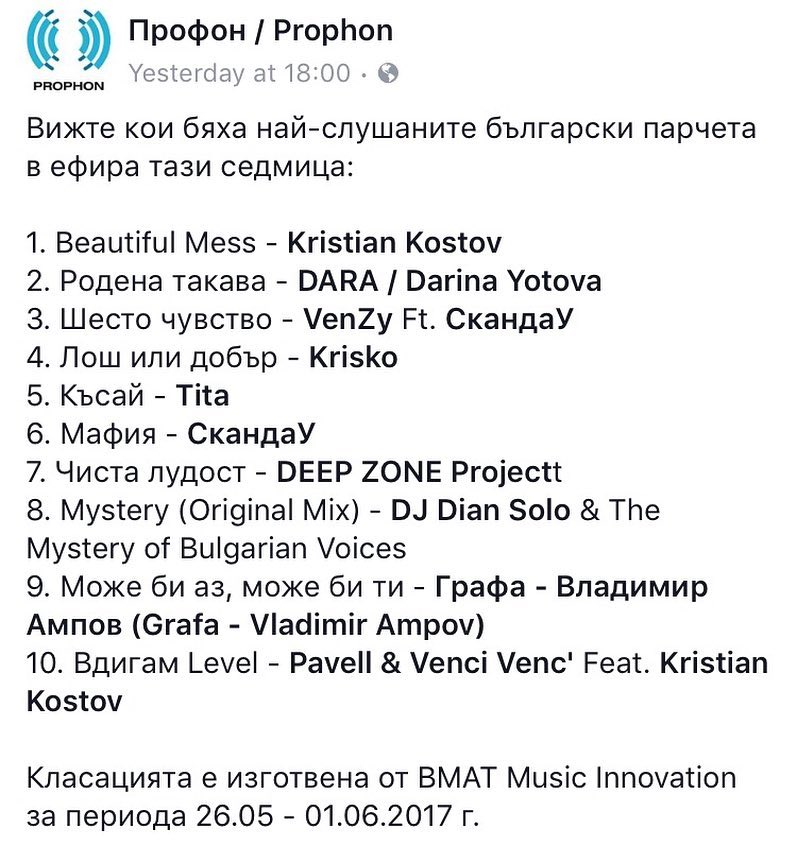 Профон / Prophon
Yesterday at 18:00 ·
PROPHON
Вижте кои бяха най-слушаните български парчета
в ефира тази седмица:
1. Beautiful Mess - Kristian Kostov
2. Родена такава - DARA / Darina Yotova
3. Шесто чувство - VenZy Ft. СкандаУ
4. Лош или добър - Krisko
5. Късай - Tita
6. Мафия - СкандаУ
7. Чиста лудост - DEEP ZONE Projectt
8. Mystery (Original Mix) - DJ Dian Solo & The
Mystery of Bulgarian Voices
9. Може би аз, може би ти - Графа - Владимир
Ампов (Grafa - Vladimir Ampov)
10. Вдигам Level - Pavell & Venci Venc' Feat. Kristian
Kostov
Класацията е изготвена от BMAT Music Innovation
за периода 26.05 - 01.06.2017 г.